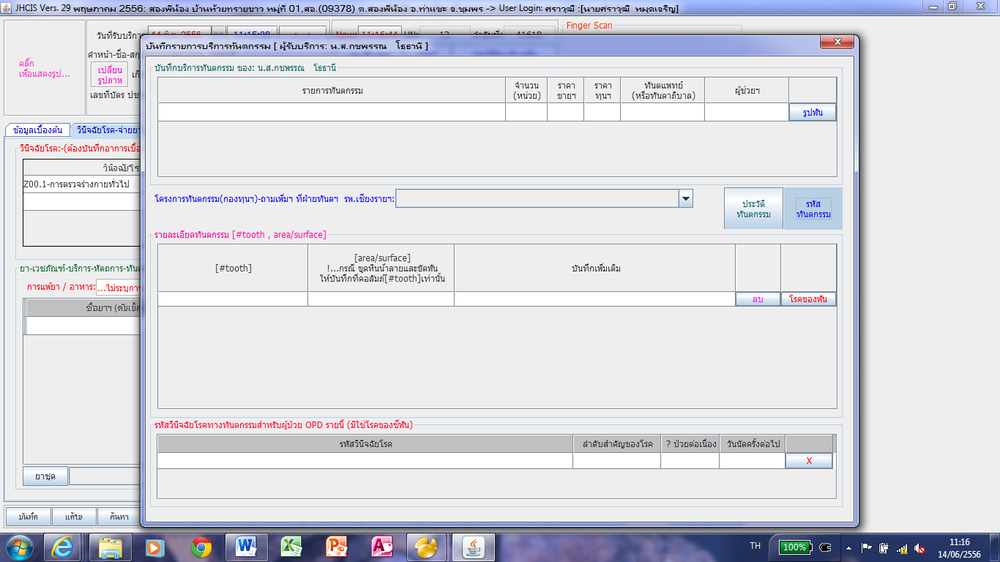 JHCIS Vers. 29 พฤษภาคม 2556: สองพี่น้อง บ้านห้วยทรายขาว หมู่ที่ 01,สอ.(09378) ต.สองพี่น้อง อ.ท่าแซะ จ.ชุมพร -> User Login: ศราวุฒิ :[นายศราวุฒิ หมุดเจริญ]
Finger Scan
วันที่รับบริการ
คลิ๊ก
เพื่อแสดงรูป...
คำหน้า-ชื่อ-สกุ
เปลี่ยน
รูปภาพ
เลขที่บัตร ปช
บันทึกรายการบริการทันตกรรม [ ผู้รับบริการ: น.ส.กชพรรณ โธธานี ]
บันทึกบริการทันตกรรม ของ: น.ส.กชพรรณ โธธานี
รายการทันตกรรม
จำนวน
(หน่วย)
ราคา
ขายฯ
ราคา
ทุนฯ
ทันตแพทย์
(หรือทันตาภิบาล)
ผู้ช่วยฯ
รูปฟัน
ข้อมูลเบื้องต้น
วินิจฉัยโรค-จ่ายยา
วินิจฉัยโรค:-(ต้องบันทึกอาการเบื้อ
วินิจฉัยโร
Z00.1-การตรวจร่างกายทั่วไป
โครงการทันตกรรม(กองทุนฯ)-ถามเพิ่มฯ ที่ฝ่ายทันตฯ รพ.เชียงรายฯ:
ประวัติ
ทันตกรรม
รหัส
ทันตกรรม
รายละเอียดทันตกรรม [#tooth , area/surface]
[#tooth]
[area/surface]
!...กรณี ขูดหินน้ำลายและขัดฟัน
ให้บันทึกที่คอลัมภ์[#tooth]เท่านั้น
บันทึกเพิ่มเติม
ลบ
โรคของฟัน
ยา-เวชภัณฑ์-บริการ-หัตถการ-ทันต
การแพ้ยา / อาหาร:
...ไม่ระบุการ
ชื่อยาฯ (ดับเบิ้ล
รหัสวินิจฉัยโรคทางทันตกรรมสำหรับผู้ป่วย OPD รายนี้ (มิใช่โรคของซี่ฟัน)
รหัสวินิจฉัยโรค
ลำดับสำคัญของโรค
? ป่วยต่อเนื่อง
วันนัดครั้งต่อไป
X
ยาชุด
บันทึก
แก้ไข
ค้นหา
TH
100%
11:16
14/06/2556